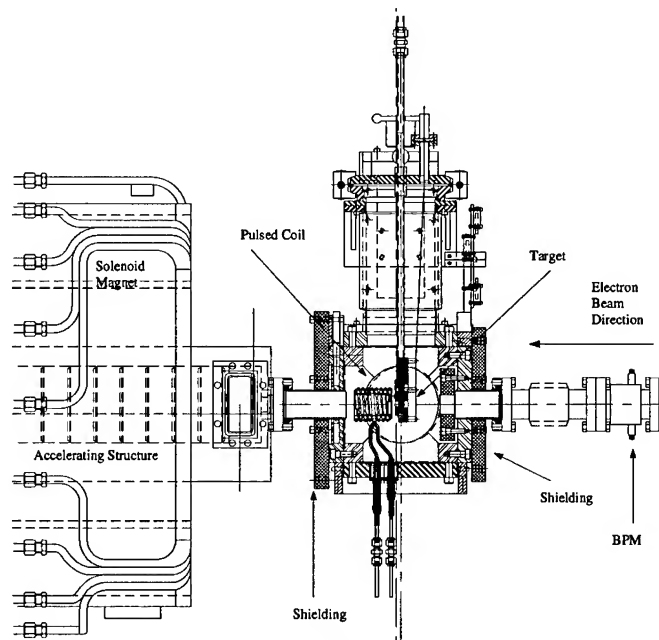 Pulsed Coil
Target
Solenoid
Magnet
Electron
Beam
Direction
Accelerating Structure
Shielding
BPM
Shielding